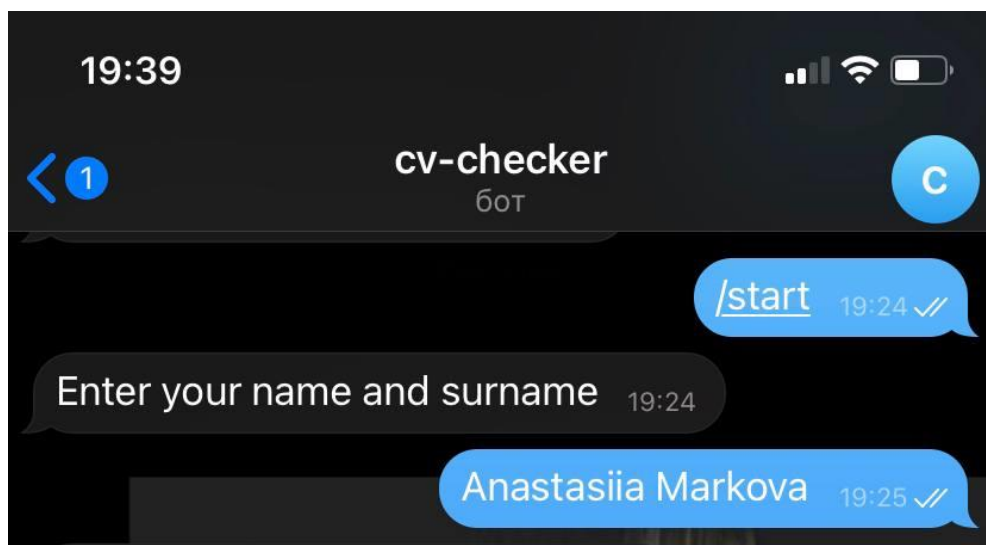 19:39
1
cv-checker
бот
C
/start 19:24
Enter your name and surname 19:24
Anastasiia Markova 19:25